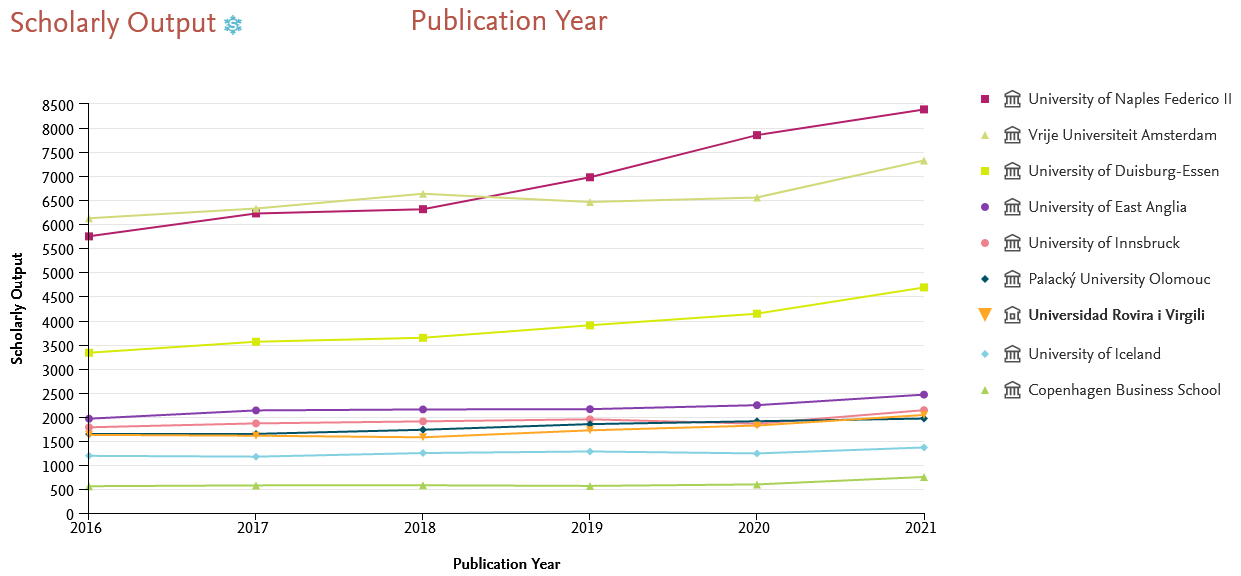 Scholarly Output
Publication Year
8500
8000
7500
7000
6500
6000
5500
5000
4500
4000
3500
3000
2500
2000
1500
1000
500
0
Scholarly Output
2016 2017 2018 2019 2020 2021
Publication Year
University of Naples Federico II
Vrije Universiteit Amsterdam
University of Duisburg-Essen
University of East Anglia
University of Innsbruck
Palacký University Olomouc
Universidad Rovira i Virgili
University of Iceland
Copenhagen Business School